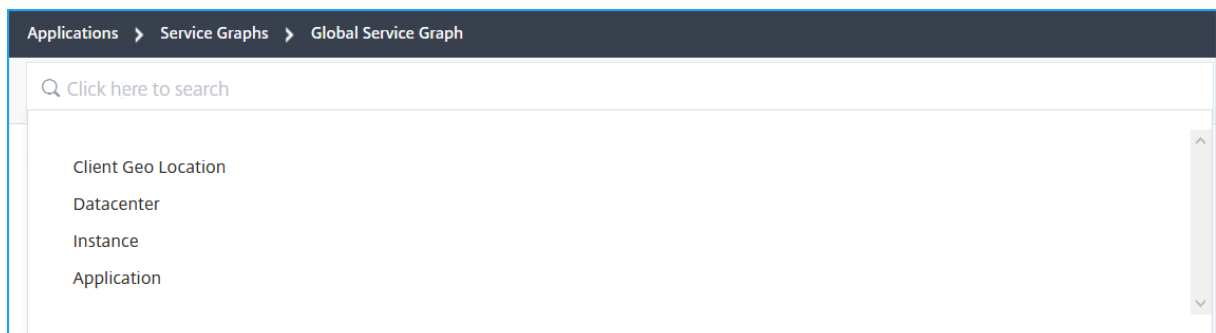 Applications > Service Graphs > Global Service Graph
Click here to search
Client Geo Location
Datacenter
Instance
Application